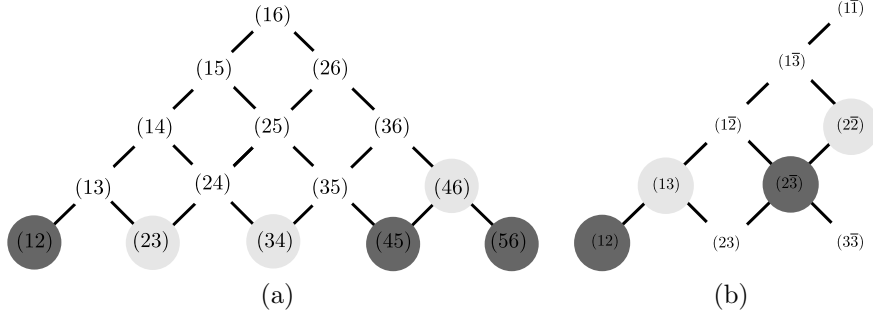 (16) (11̅)
(15) (26) (13̅)
(14) (25) (36) (12̅) (22̅)
(13) (24) (35) (46) (13) (23̅)
(12) (23) (34) (45) (56) (12) (23) (33̅)
(a) (b)